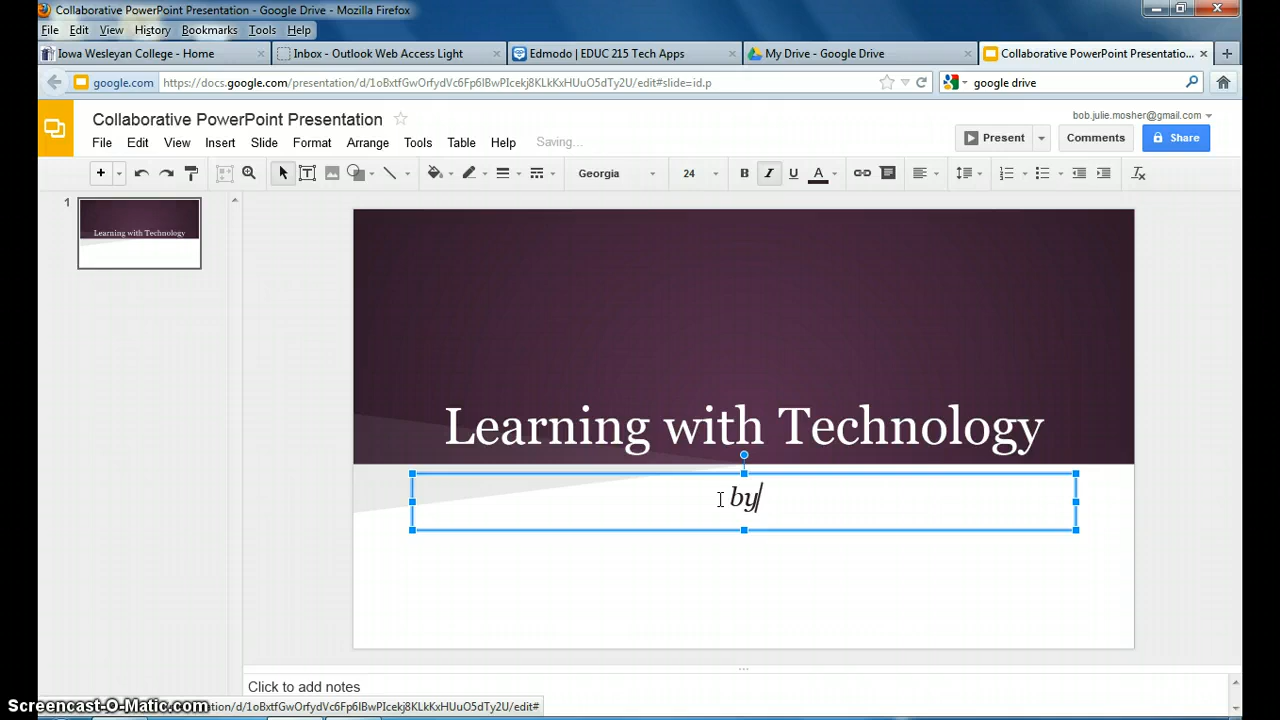 Collaborative PowerPoint Presentation - Google Drive - Mozilla Firefox
File Edit View History Bookmarks Tools Help
Iowa Wesleyan College - Home Inbox - Outlook Web Access Light Edmodo | EDUC 215 Tech Apps My Drive - Google Drive Collaborative PowerPoint Presentatio...
google.com https://docs.google.com/presentation/d/1oBxtfGwOrfydVc6Fp6lBwPIcekj8KLkKxHUuO5dTy2U/edit#slide=id.p google drive
Collaborative PowerPoint Presentation bob.julie.mosher@gmail.com
File Edit View Insert Slide Format Arrange Tools Table Help Saving... Present Comments Share
Georgia 24 B I U A
1
Learning with Technology
Learning with Technology
by
Click to add notes
Screencast-O-Matic.com tation/d/1oBxtfGwOrfydVc6Fp6lBwPIcekj8KLkKxHUuO5dTy2U/edit#